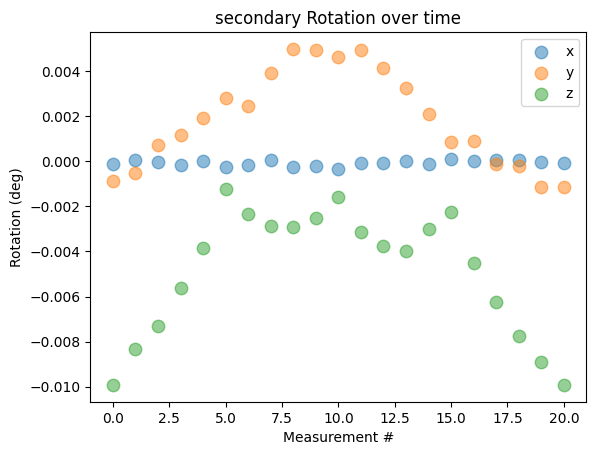 secondary Rotation over time
x
y
z
Rotation (deg)
0.004
0.002
0.000
−0.002
−0.004
−0.006
−0.008
−0.010
0.0 2.5 5.0 7.5 10.0 12.5 15.0 17.5 20.0
Measurement #